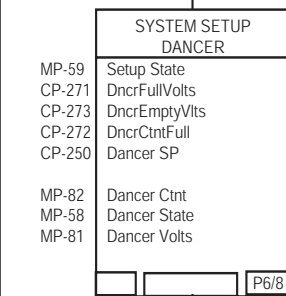 SYSTEM SETUP
DANCER
MP-59 Setup State
CP-271 DncrFullVolts
CP-273 DncrEmptyVlts
CP-272 DncrCtntFull
CP-250 Dancer SP
MP-82 Dancer Ctnt
MP-58 Dancer State
MP-81 Dancer Volts
P6/8